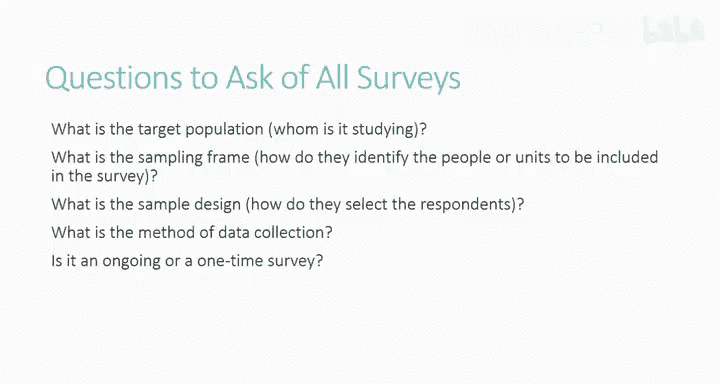 Questions to Ask of All Surveys
What is the target population (whom is it studying)?
What is the sampling frame (how do they identify the people or units to be included
in the survey)?
What is the sample design (how do they select the respondents)?
What is the method of data collection?
Is it an ongoing or a one-time survey?